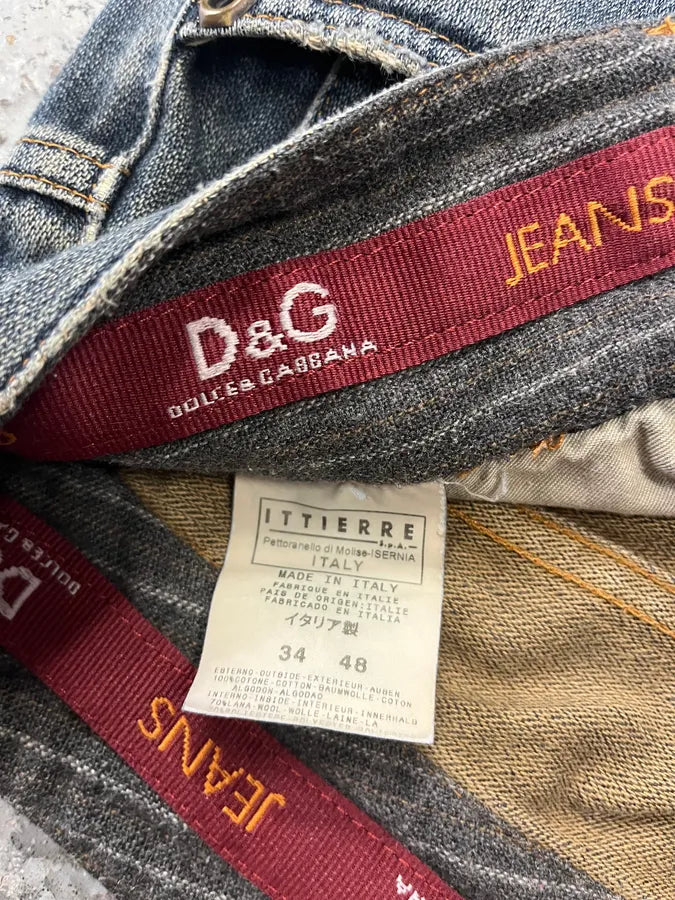 JEANS
D&G
DOLCE&GABBANA
ITTIERRE
S.p.A.
Pettoranello di Molise-ISERNIA
ITALY
MADE IN ITALY
FABRIQUE EN ITALIE
PAIS DE ORIGEN:ITALIE
FABRICADO EN ITALIA
イタリア製
34 48
ESTERNO-OUTSIDE-EXTERIEUR-AUßEN
100%COTONE-COTTON-BAUMWOLLE-COTON
ALGODON-ALGODAO
INTERNO-INSIDE-INTERIEUR-INNERHALB
70%LANA-WOOL-WOLLE-LAINE-LA
D&G
DOLCE&GA
JEANS